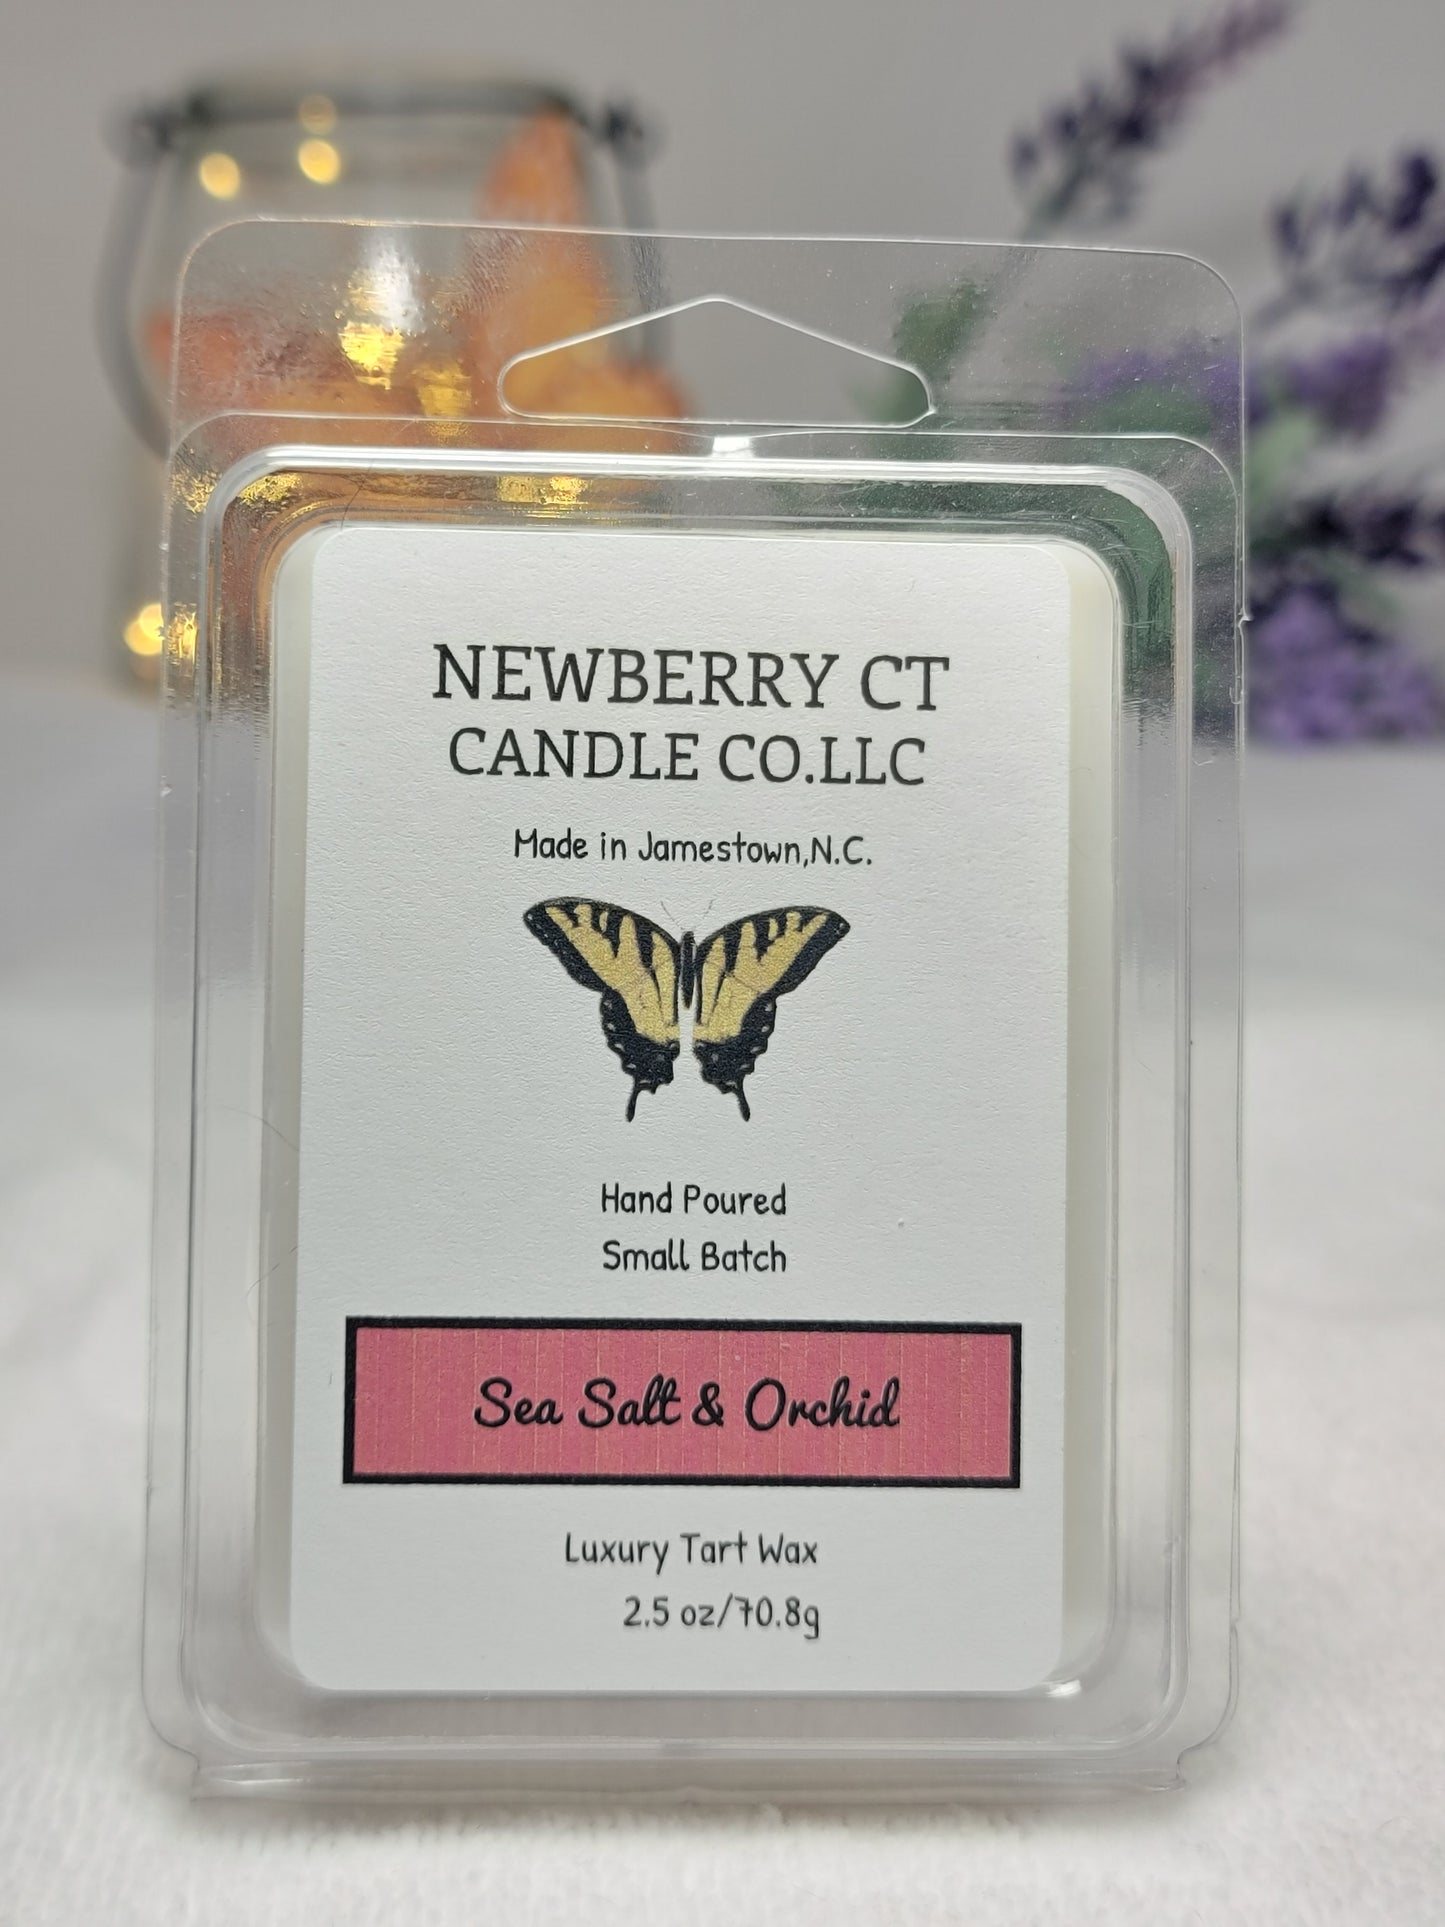 NEWBERRY CT
CANDLE CO.LLC
Made in Jamestown,N.C.
Hand Poured
Small Batch
Sea Salt & Orchid
Luxury Tart Wax
2.5 oz/70.8g